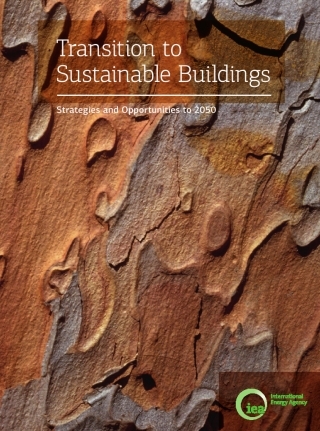 Transition to
Sustainable Buildings
Strategies and Opportunities to 2050
iea
International
Energy Agency